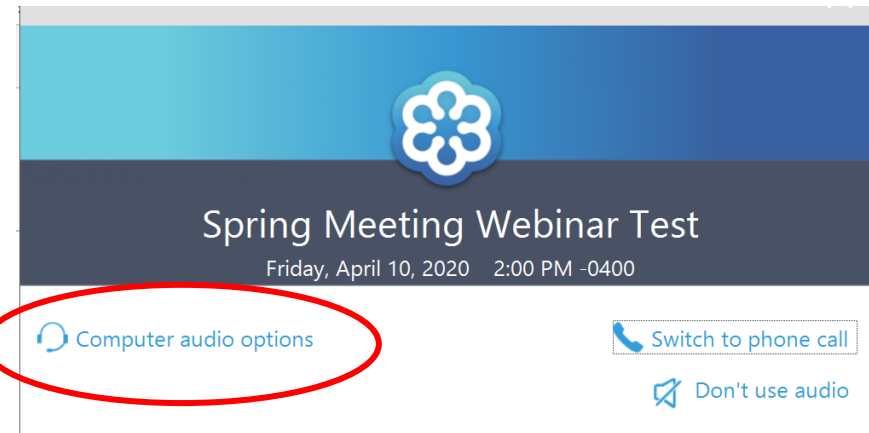 Spring Meeting Webinar Test
Friday, April 10, 2020 2:00 PM -0400
Computer audio options
Switch to phone call
Don't use audio